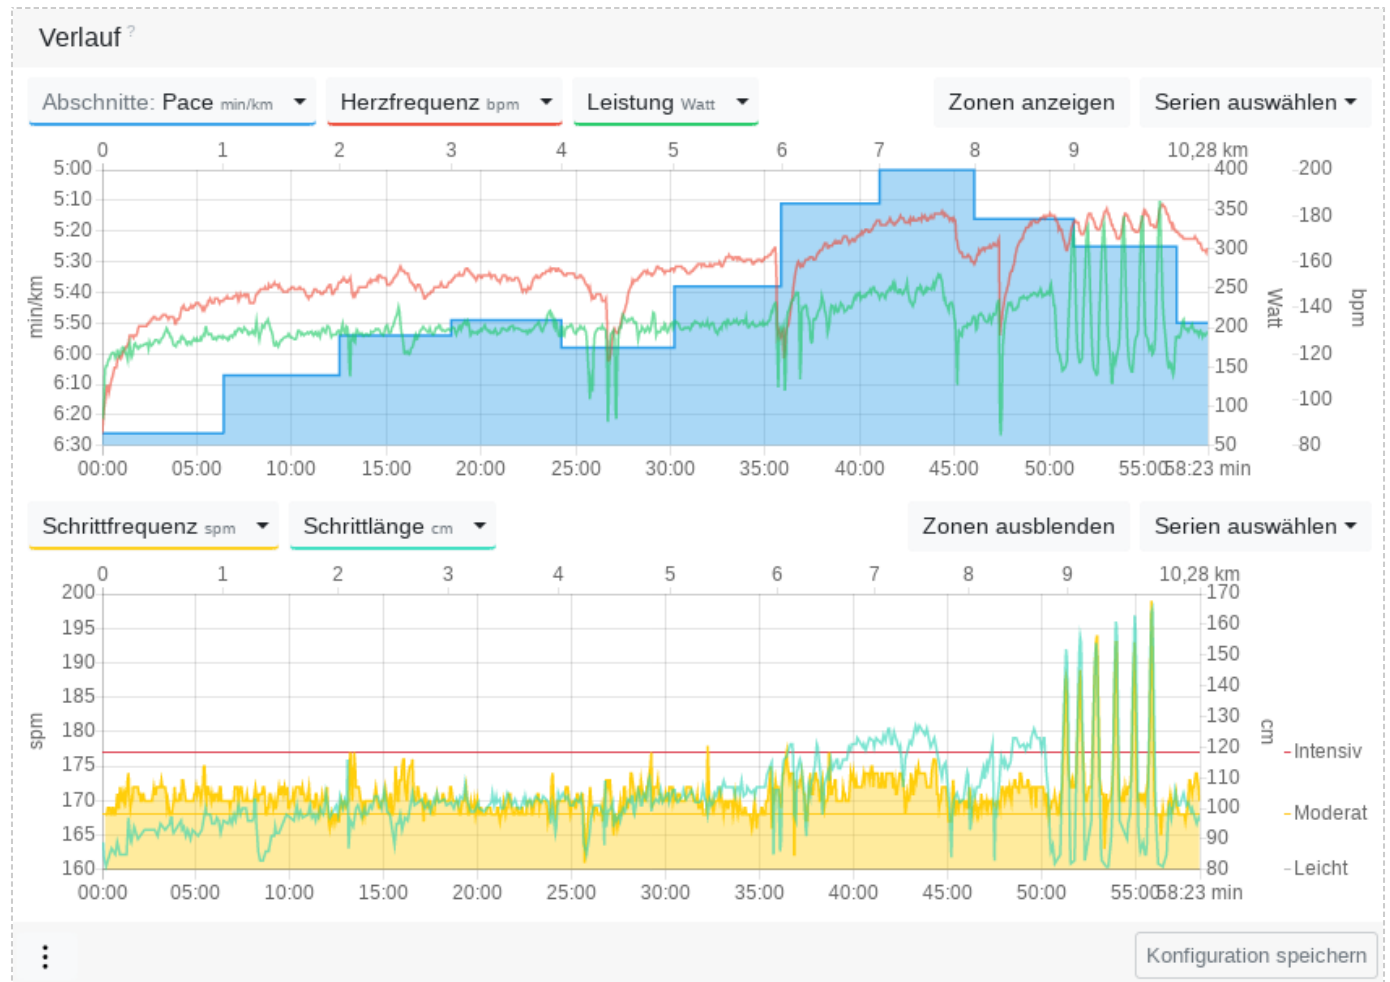 Verlauf ?
Abschnitte: Pace min/km Herzfrequenz bpm Leistung Watt Zonen anzeigen Serien auswählen
0 1 2 3 4 5 6 7 8 9 10,28 km
5:00 400 200
5:10
350
180
5:20
300
5:30 160
5:40 250
140
5:50
200
6:00 120
150
6:10
100
6:20 100
6:30 50 80
min/km
Watt
bpm
00:00 05:00 10:00 15:00 20:00 25:00 30:00 35:00 40:00 45:00 50:00 55:00 58:23 min
Schrittfrequenz spm Schrittlänge cm Zonen ausblenden Serien auswählen
0 1 2 3 4 5 6 7 8 9 10,28 km
200 170
195 160
190 150
185 140
180 130
175 120
170 110
165 100
160 90
80
spm
cm
Intensiv
Moderat
Leicht
00:00 05:00 10:00 15:00 20:00 25:00 30:00 35:00 40:00 45:00 50:00 55:00 58:23 min
Konfiguration speichern